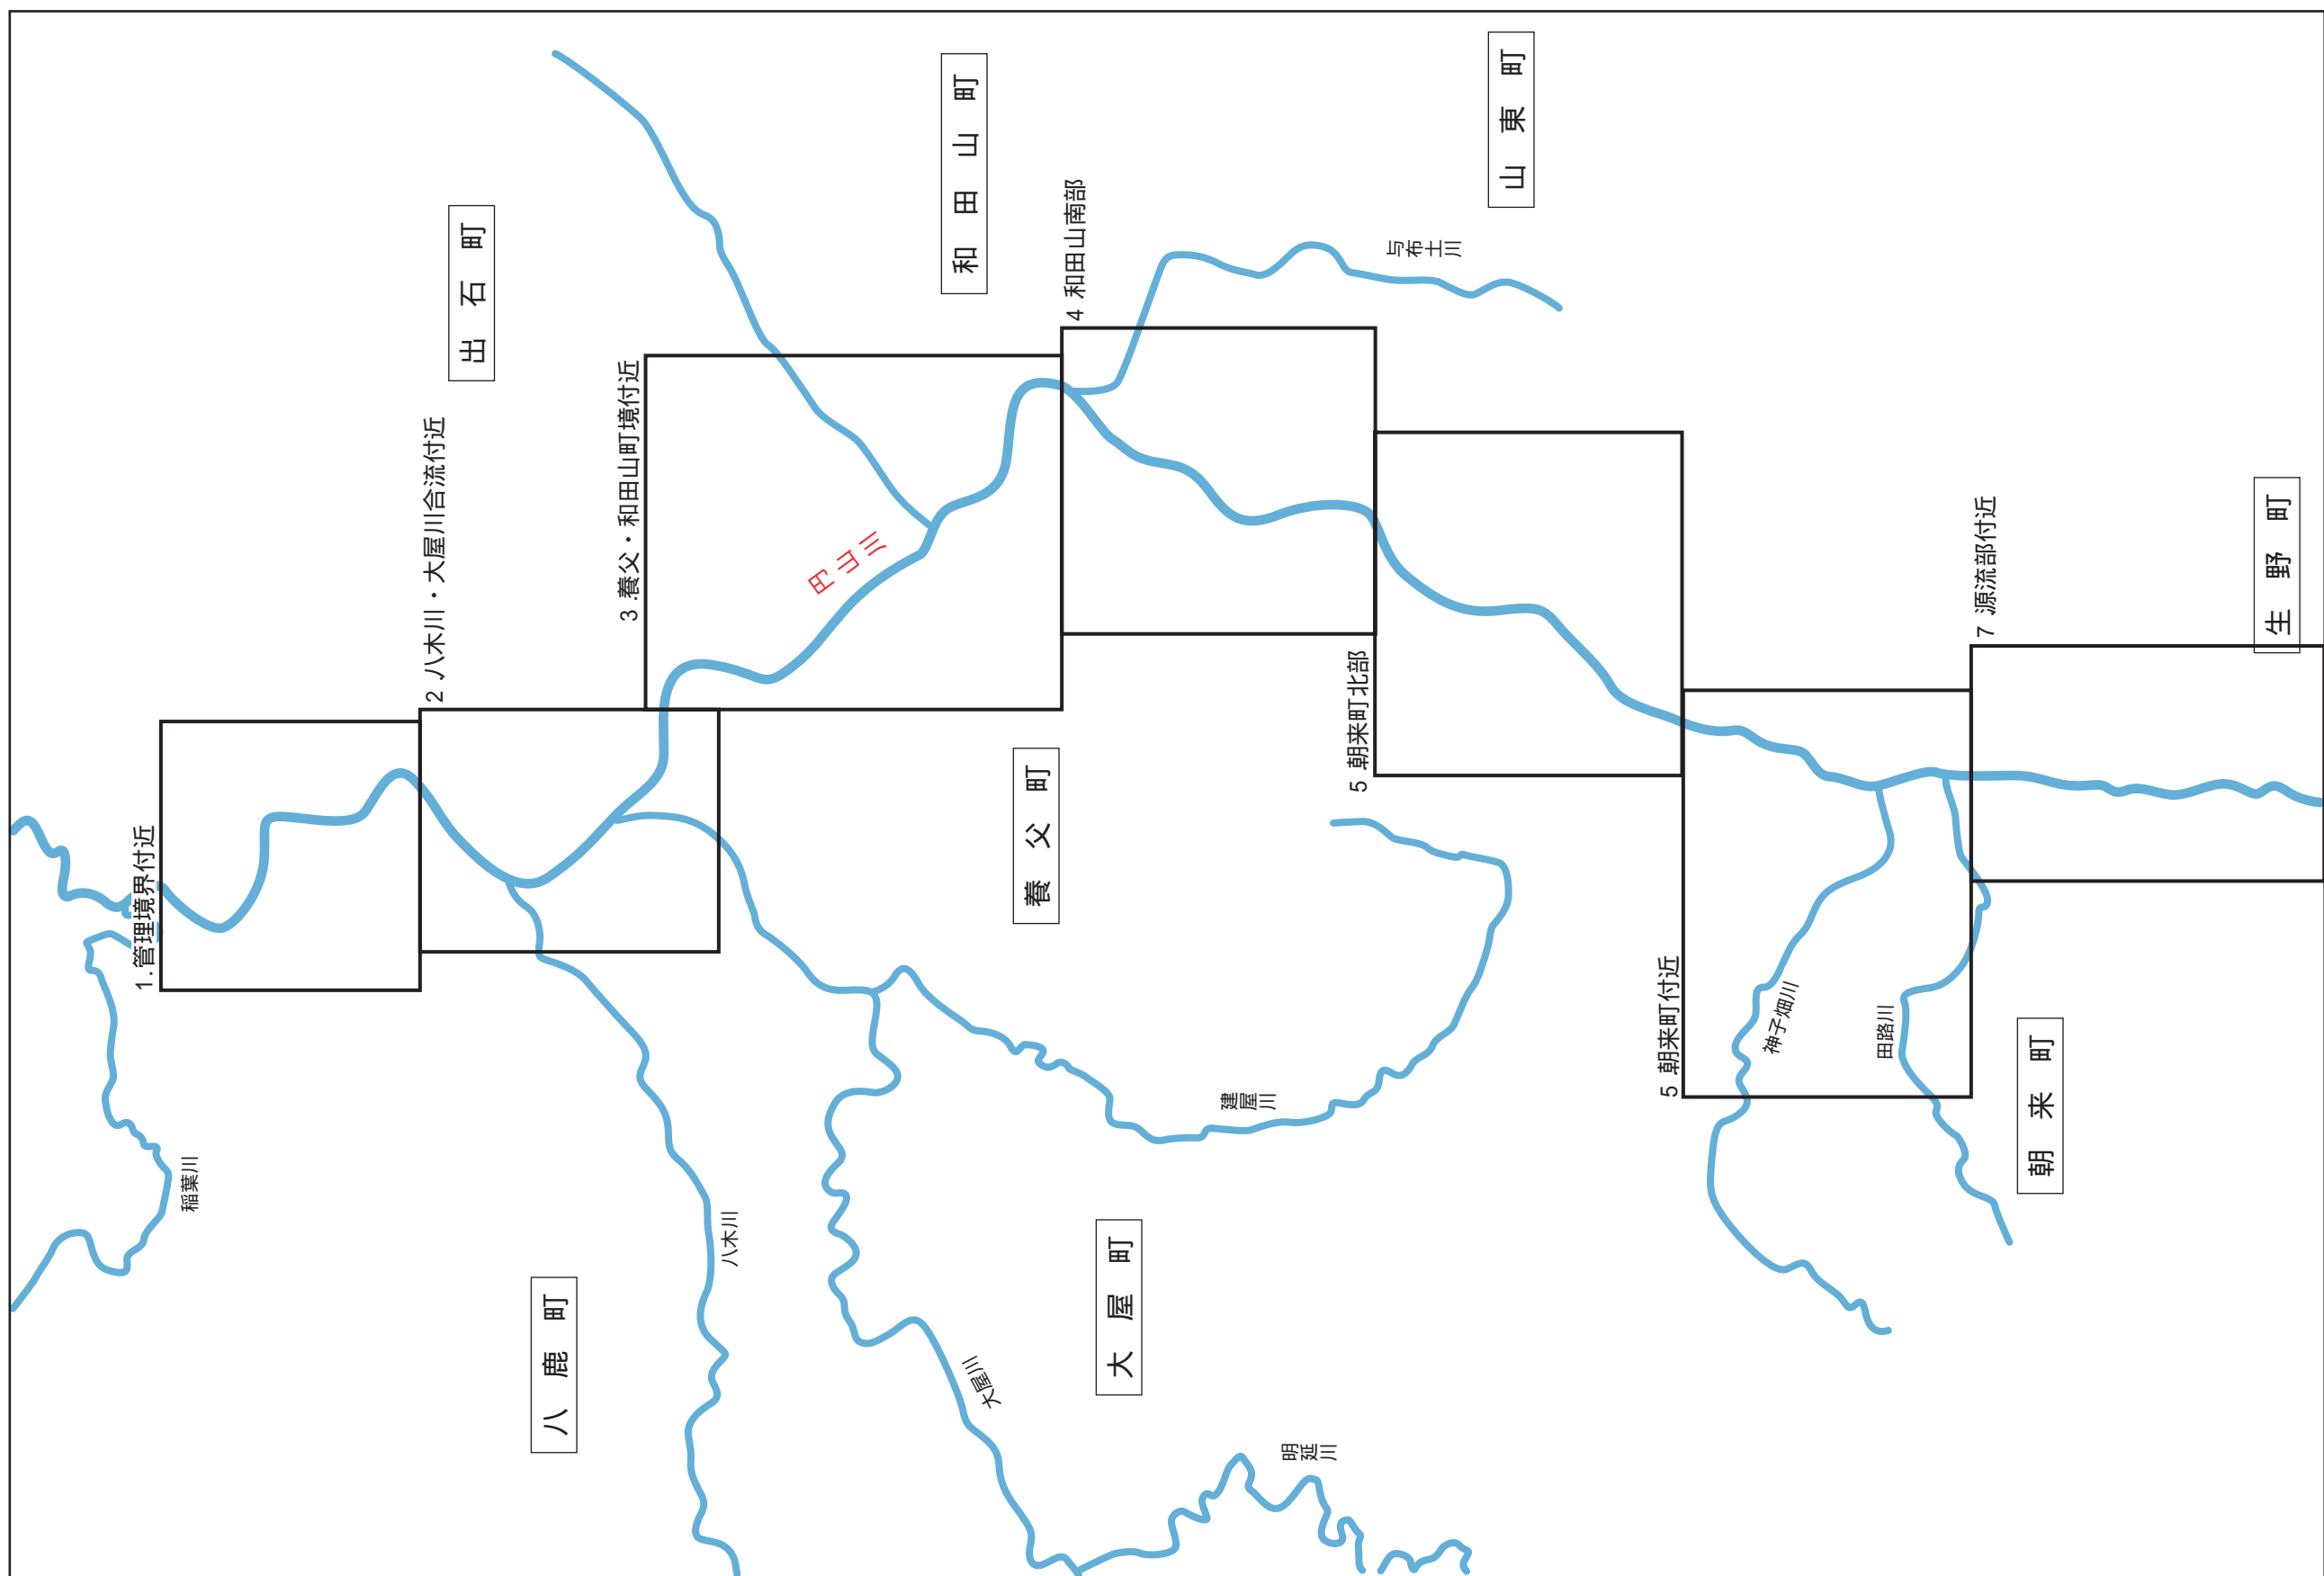 出石町
和田山町
山東町
4 和田山南部
与布士川
2.八木川・大屋川合流付近
3.養父・和田山町境付近
円山川
7 源流部付近
生野町
5 朝来町北部
養父町
1.管理境界付近
5 朝来町付近
神子畑川
田路川
朝来町
建屋川
稲葉川
八木川
大屋町
八鹿町
大屋川
明延川